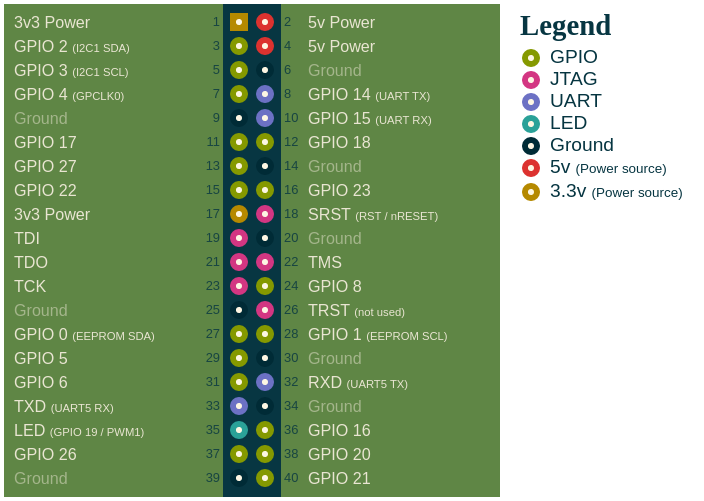 3v3 Power 1 2 5v Power
GPIO 2 (I2C1 SDA) 3 4 5v Power
GPIO 3 (I2C1 SCL) 5 6 Ground
GPIO 4 (GPCLK0) 7 8 GPIO 14 (UART TX)
Ground 9 10 GPIO 15 (UART RX)
GPIO 17 11 12 GPIO 18
GPIO 27 13 14 Ground
GPIO 22 15 16 GPIO 23
3v3 Power 17 18 SRST (RST / nRESET)
TDI 19 20 Ground
TDO 21 22 TMS
TCK 23 24 GPIO 8
Ground 25 26 TRST (not used)
GPIO 0 (EEPROM SDA) 27 28 GPIO 1 (EEPROM SCL)
GPIO 5 29 30 Ground
GPIO 6 31 32 RXD (UART5 TX)
TXD (UART5 RX) 33 34 Ground
LED (GPIO 19 / PWM1) 35 36 GPIO 16
GPIO 26 37 38 GPIO 20
Ground 39 40 GPIO 21
Legend
GPIO
JTAG
UART
LED
Ground
5v (Power source)
3.3v (Power source)